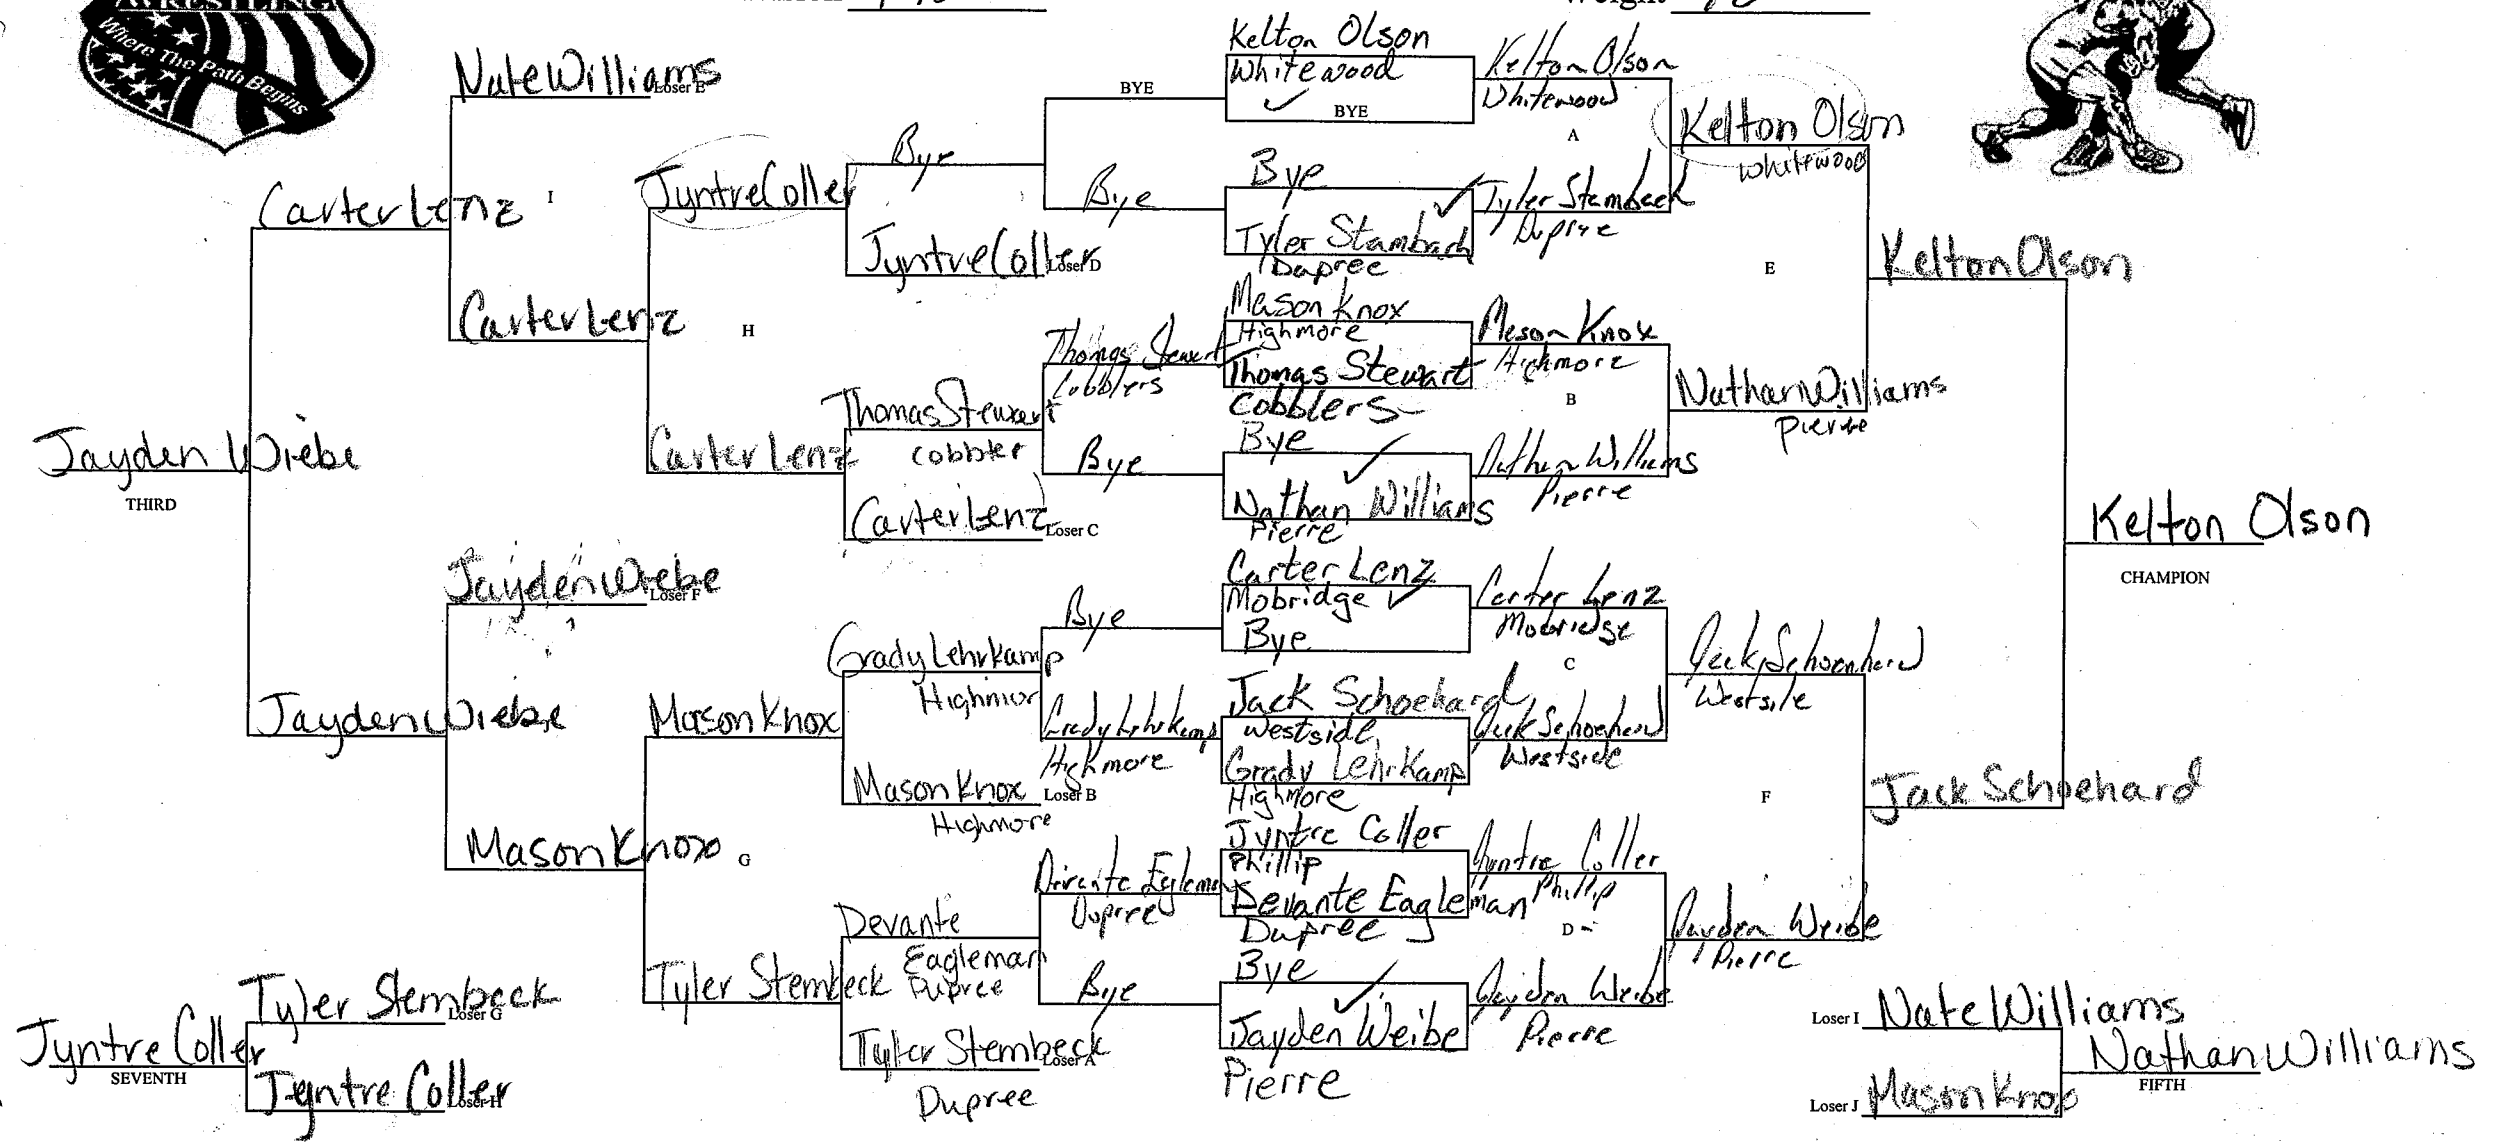 WRESTLING
Where The Path Begins
Weight
Nate Williams
Loser E
Carter Lenz
I
Carter Lenz
Jayden Wiebe
THIRD
Jayden Wiebe
Loser F
Jayden Wiebe
Mason Knox
G
Tyler Stembeck
Loser G
Jyntre Coller
SEVENTH
Jyntre Coller
Loser H
Jyntre Coller
H
Carter Lenz
Mason Knox
Tyler Stembeck
Bye
Jyntre Coller
Loser D
Thomas Stewart
Cobbler
Carter Lenz
Loser C
Grady Lehrkamp
Highmor
Mason Knox
Loser B
Highmore
Devante
Eagleman
Dupree
Tyler Stembeck
Loser A
Dupree
BYE
Bye
Thomas Stewart
Cobblers
Bye
Bye
Grady Lehrkamp
Highmore
Devante Eagleman
Dupree
Bye
Kelton Olson
Whitewood
BYE
Bye
Tyler Stambach
Dupree
Mason Knox
Highmore
Thomas Stewart
Cobblers
Bye
Nathan Williams
Pierre
Carter Lenz
Mobridge
Bye
Jack Schoehard
Westside
Grady Lehrkamp
Highmore
Jyntre Coller
Phillip
Devante Eagleman
Dupree
Bye
Jayden Weibe
Pierre
Kelton Olson
Whitewood
A
Tyler Stambach
Dupree
Mason Knox
Highmore
B
Nathan Williams
Pierre
Carter Lenz
Mobridge
C
Jack Schoehard
Westside
Jyntre Coller
Phillip
D
Jayden Weibe
Pierre
Kelton Olson
Whitewood
E
Nathan Williams
Pierre
Jack Schoenhard
Westside
F
Jayden Weibe
Pierre
Kelton Olson
Jack Schoehard
Kelton Olson
CHAMPION
Loser I
Nate Williams
Nathan Williams
FIFTH
Loser J
Mason Knox